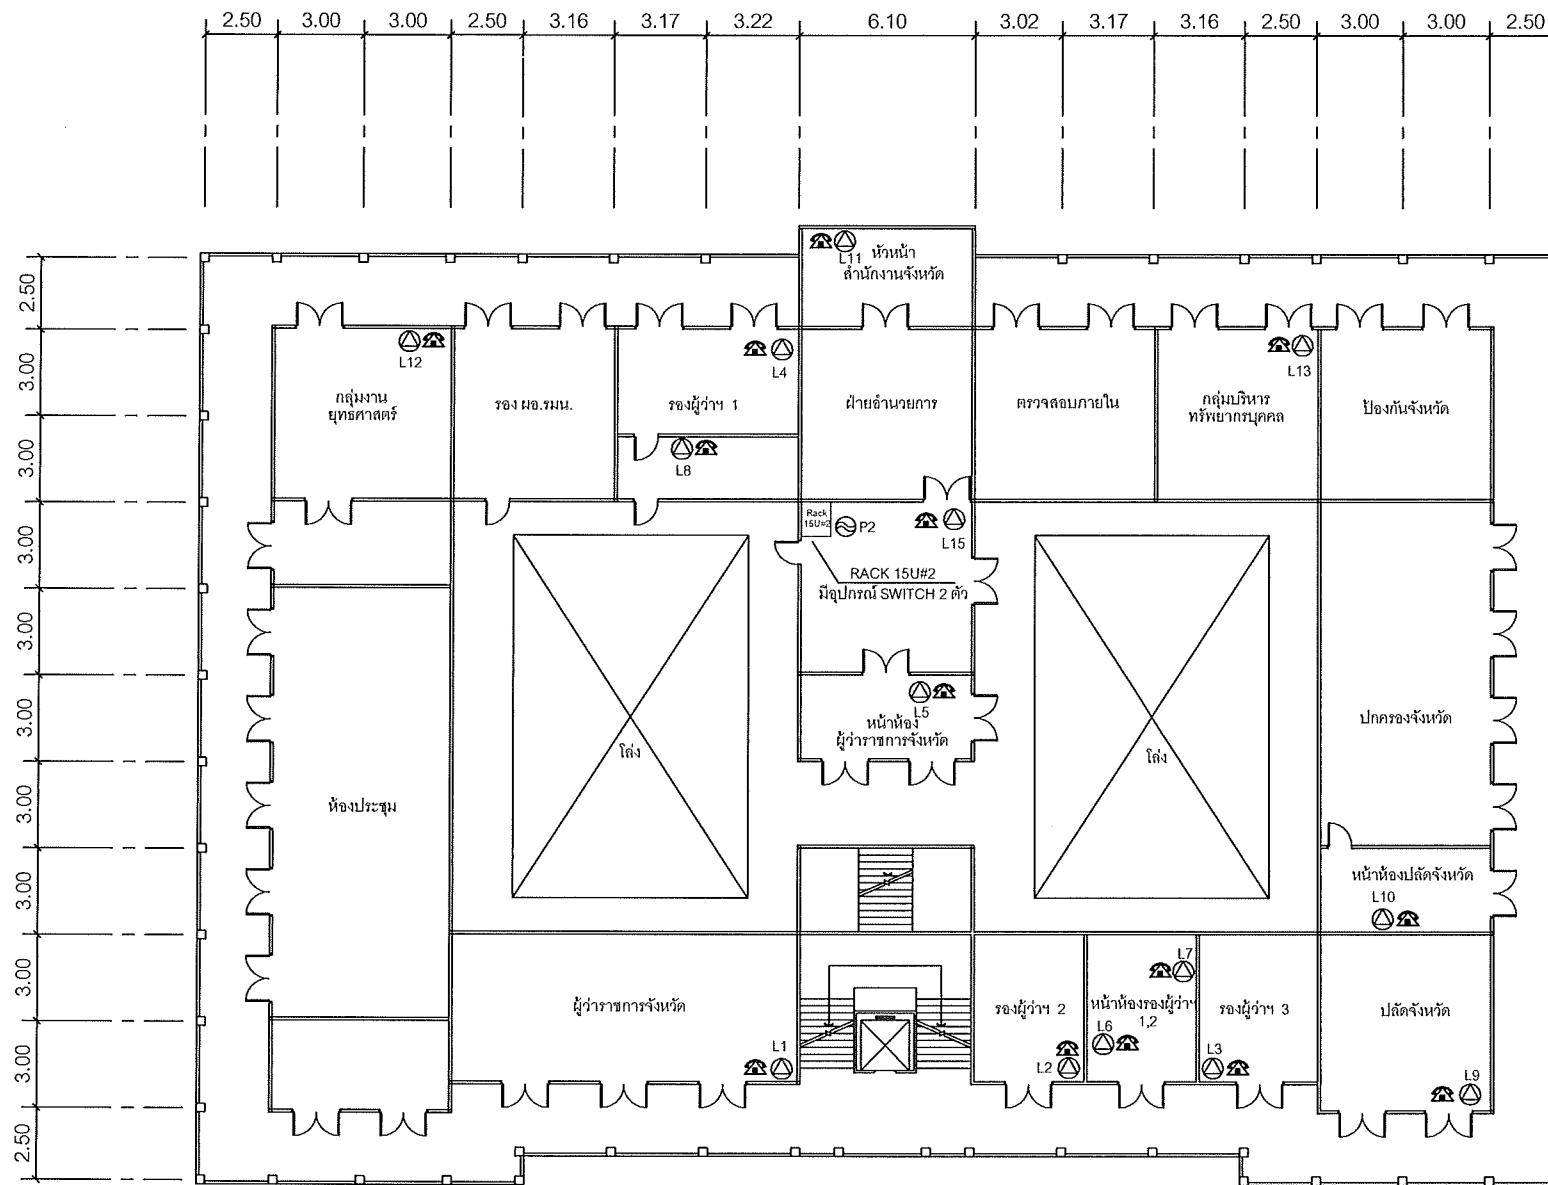 2.50 3.00 3.00 2.50 3.16 3.17 3.22 6.10 3.02 3.17 3.16 2.50 3.00 3.00 2.50
2.50
3.00
3.00
3.00
3.00
3.00
3.00
3.00
3.00
3.00
2.50
L11 หัวหน้า
สำนักงานจังหวัด
L12
กลุ่มงาน
ยุทธศาสตร์
รอง ผอ.รมน.
L4
รองผู้ว่าฯ 1
L8
ฝ่ายอำนวยการ
ตรวจสอบภายใน
L13
กลุ่มบริหาร
ทรัพยากรบุคคล
ป้องกันจังหวัด
Rack
15U#2
P2
L15
RACK 15U#2
มีอุปกรณ์ SWITCH 2 ตัว
L5
หน้าห้อง
ผู้ว่าราชการจังหวัด
โล่ง
โล่ง
ปกครองจังหวัด
ห้องประชุม
หน้าห้องปลัดจังหวัด
L10
ผู้ว่าราชการจังหวัด
L1
รองผู้ว่าฯ 2
L2
L7
หน้าห้องรองผู้ว่าฯ
1,2
L6
รองผู้ว่าฯ 3
L3
ปลัดจังหวัด
L9